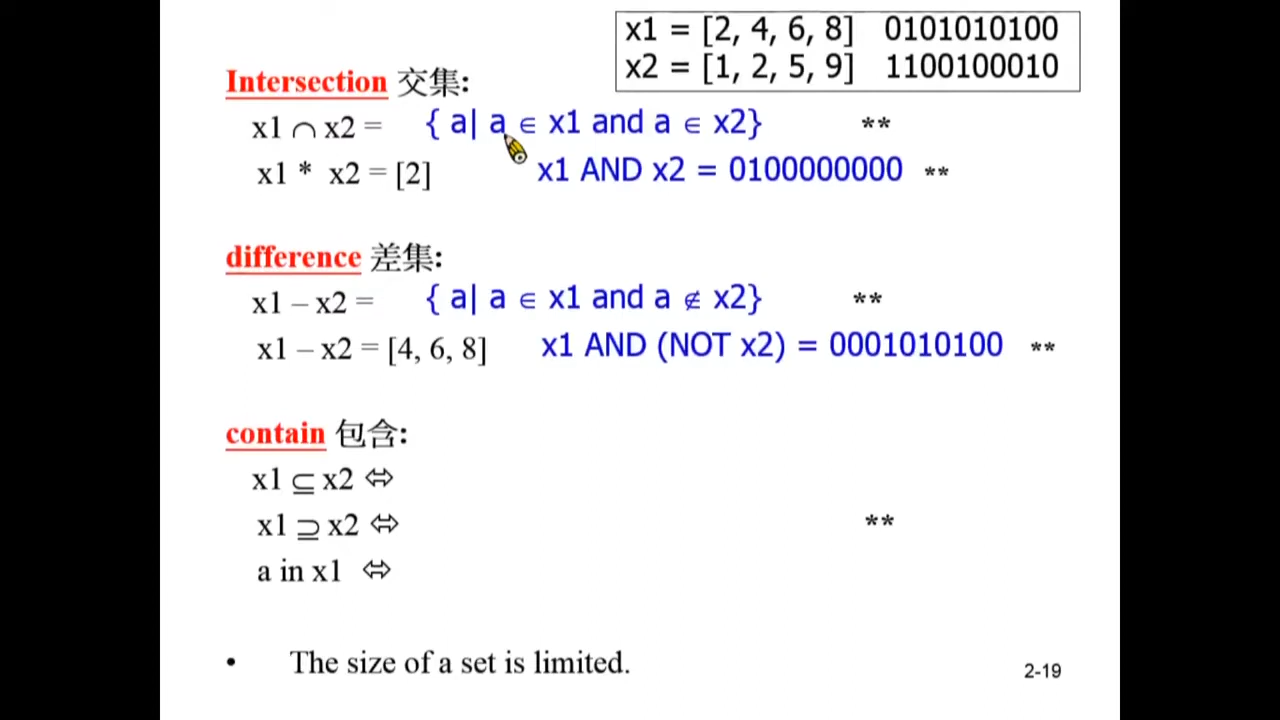 x1 = [2, 4, 6, 8] 0101010100
x2 = [1, 2, 5, 9] 1100100010
Intersection 交集:
x1 ∩ x2 = { a| a ∈ x1 and a ∈ x2} **
x1 * x2 = [2] x1 AND x2 = 0100000000 **
difference 差集:
x1 – x2 = { a| a ∈ x1 and a ∉ x2} **
x1 – x2 = [4, 6, 8] x1 AND (NOT x2) = 0001010100 **
contain 包含:
x1 ⊆ x2 ⇔
x1 ⊇ x2 ⇔ **
a in x1 ⇔
• The size of a set is limited.
2-19